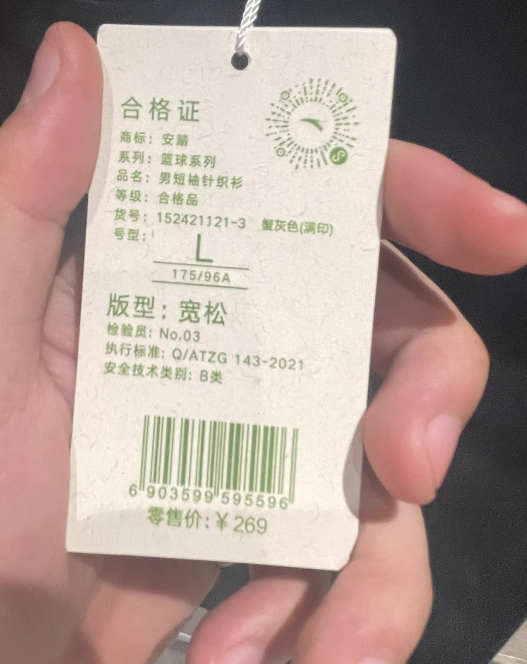 合格证
商标：安踏
系列：篮球系列
品名：男短袖针织衫
等级：合格品
货号：152421121-3 蟹灰色(满印)
号型：
L
175/96A
版型：宽松
检验员：No.03
执行标准：Q/ATZG 143-2021
安全技术类别：B类
6 903599 595596
零售价：¥ 269